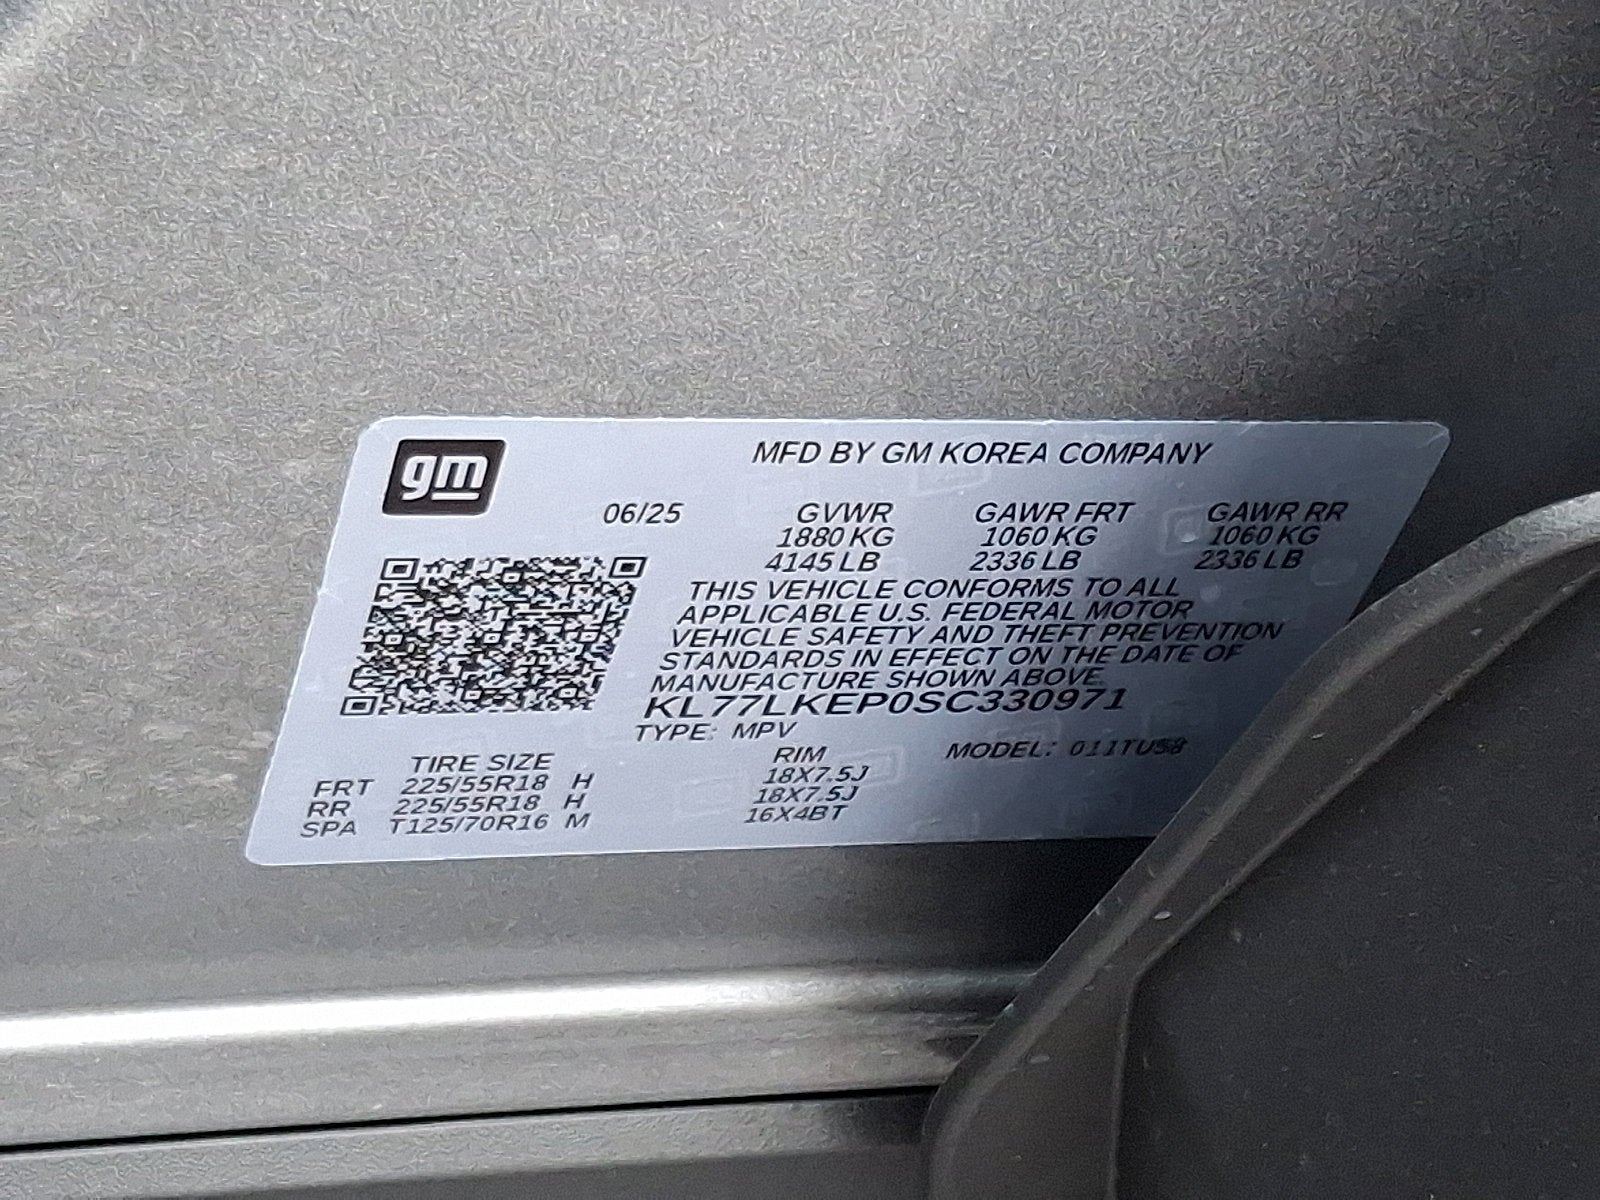 gm
MFD BY GM KOREA COMPANY
06/25 GVWR GAWR FRT GAWR RR
1880 KG 1060 KG 1060 KG
4145 LB 2336 LB 2336 LB
THIS VEHICLE CONFORMS TO ALL
APPLICABLE U.S. FEDERAL MOTOR
VEHICLE SAFETY AND THEFT PREVENTION
STANDARDS IN EFFECT ON THE DATE OF
MANUFACTURE SHOWN ABOVE.
KL77LKEP0SC330971
TYPE: MPV
TIRE SIZE RIM MODEL: 011TU58
FRT 225/55R18 H 18X7.5J
RR 225/55R18 H 18X7.5J
SPA T125/70R16 M 16X4BT